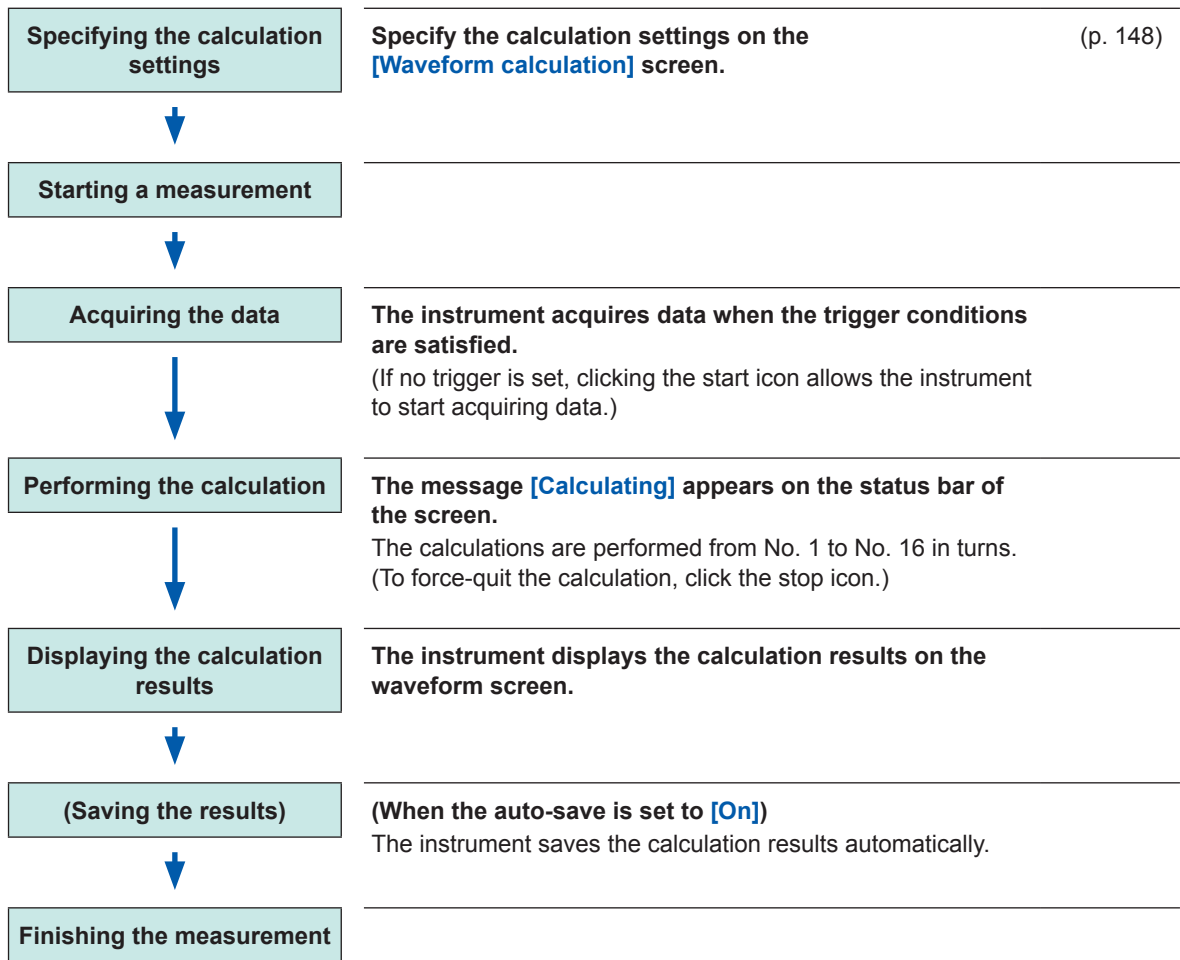 Specifying the calculation
settings
Specify the calculation settings on the
[Waveform calculation] screen.
(p. 148)
Starting a measurement
Acquiring the data
The instrument acquires data when the trigger conditions
are satisfied.
(If no trigger is set, clicking the start icon allows the instrument
to start acquiring data.)
Performing the calculation
The message [Calculating] appears on the status bar of
the screen.
The calculations are performed from No. 1 to No. 16 in turns.
(To force-quit the calculation, click the stop icon.)
Displaying the calculation
results
The instrument displays the calculation results on the
waveform screen.
(Saving the results)
(When the auto-save is set to [On])
The instrument saves the calculation results automatically.
Finishing the measurement